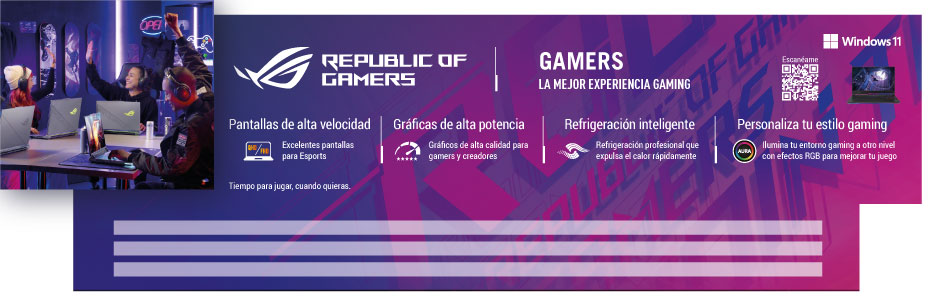 OPEN
REPUBLIC OF
GAMERS
GAMERS
LA MEJOR EXPERIENCIA GAMING
Windows 11
Escanéame
Pantallas de alta velocidad
Excelentes pantallas
para Esports
Gráficas de alta potencia
Gráficos de alta calidad para
gamers y creadores
Refrigeración inteligente
Refrigeración profesional que
expulsa el calor rápidamente
Personaliza tu estilo gaming
AURA
Ilumina tu entorno gaming a otro nivel
con efectos RGB para mejorar tu juego
Tiempo para jugar, cuando quieras.